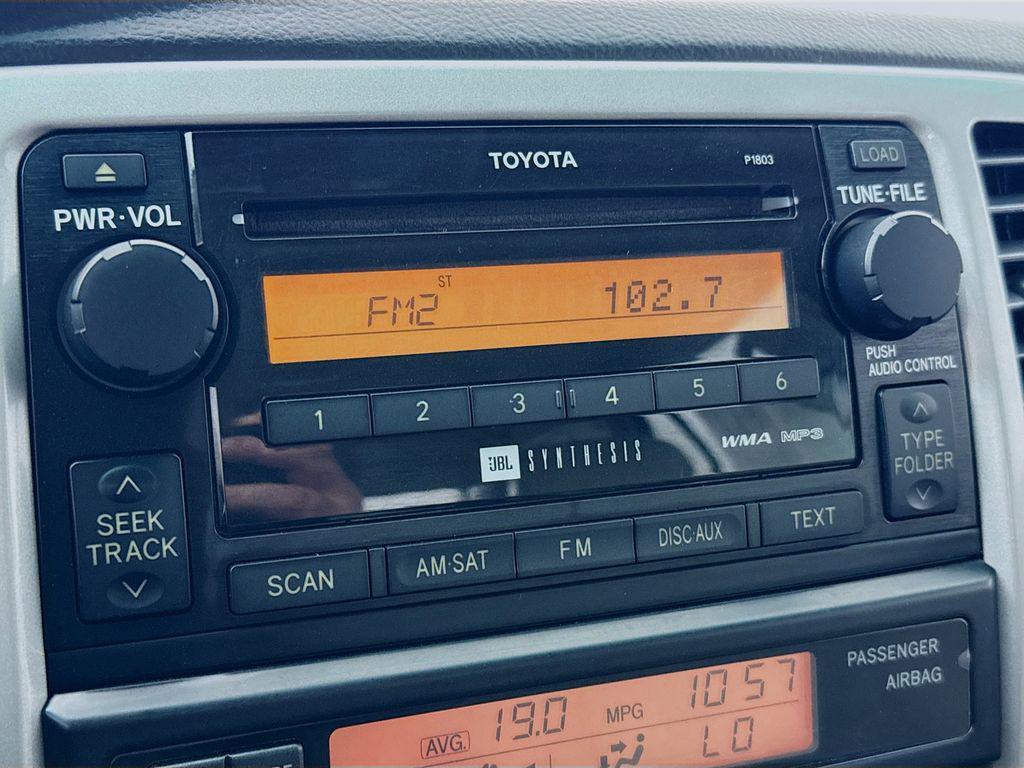 TOYOTA
P1803
LOAD
PWR·VOL
TUNE·FILE
ST
FM2 102.7
PUSH
AUDIO CONTROL
1 2 3 4 5 6
JBL SYNTHESIS
WMA MP3
TYPE
FOLDER
SEEK
TRACK
SCAN AM·SAT FM DISC·AUX TEXT
PASSENGER
AIRBAG
AVG. 19.0 MPG 10 57
LO